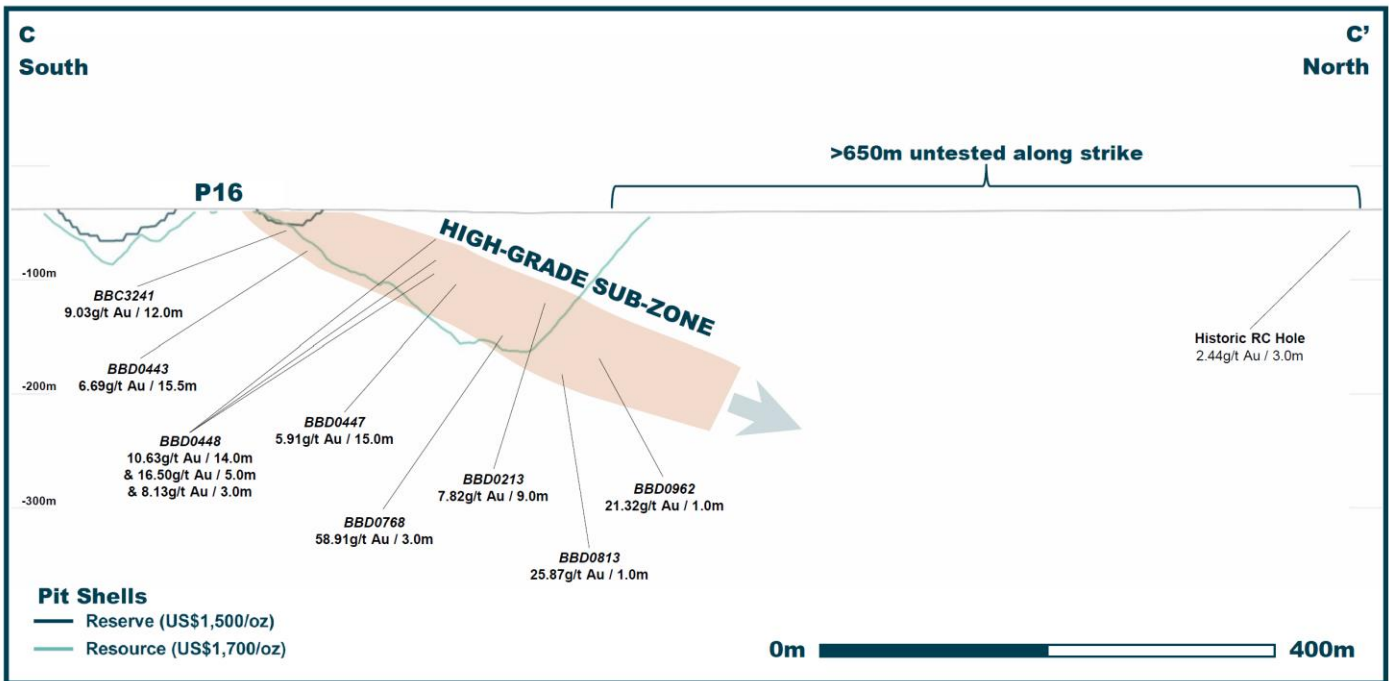 C
South
C’
North
>650m untested along strike
P16
HIGH-GRADE SUB-ZONE
-100m
-200m
-300m
BBC3241
9.03g/t Au / 12.0m
BBD0443
6.69g/t Au / 15.5m
BBD0448
10.63g/t Au / 14.0m
& 16.50g/t Au / 5.0m
& 8.13g/t Au / 3.0m
BBD0447
5.91g/t Au / 15.0m
BBD0768
58.91g/t Au / 3.0m
BBD0213
7.82g/t Au / 9.0m
BBD0813
25.87g/t Au / 1.0m
BBD0962
21.32g/t Au / 1.0m
Historic RC Hole
2.44g/t Au / 3.0m
Pit Shells
Reserve (US$1,500/oz)
Resource (US$1,700/oz)
0m
400m